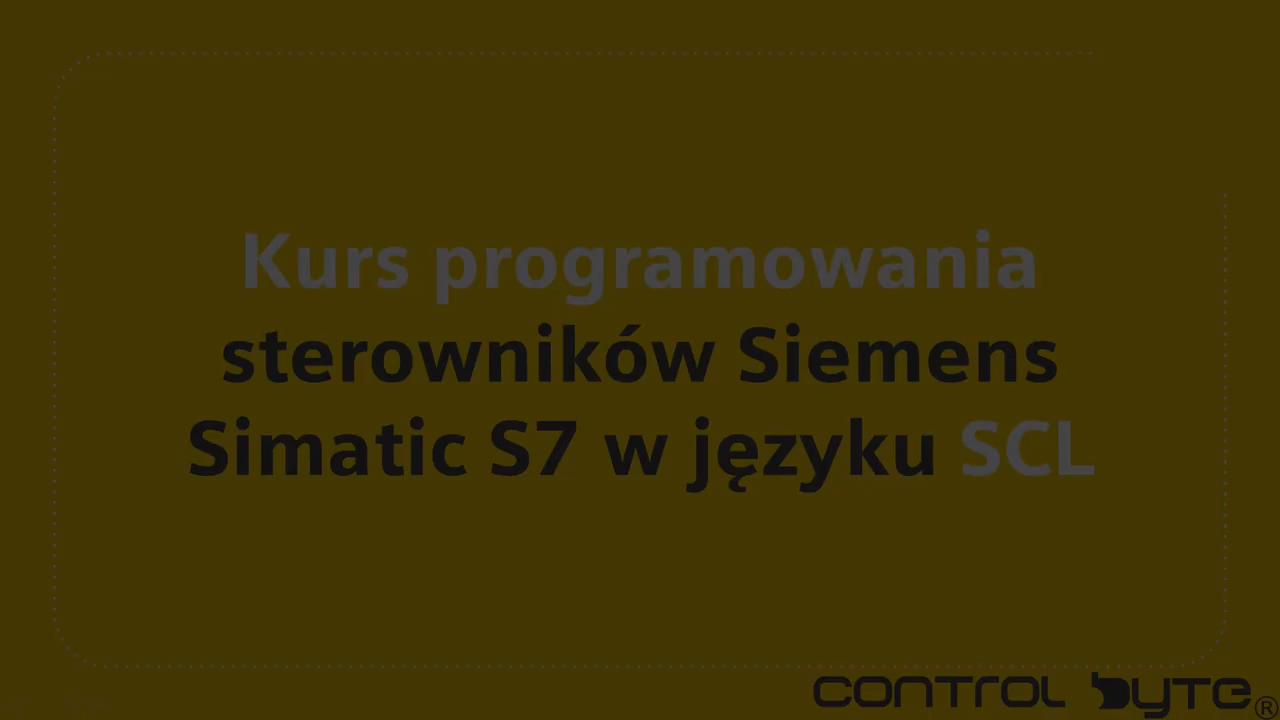 Kurs programowania
sterowników Siemens
Simatic S7 w języku SCL
CONTROL BYTE®